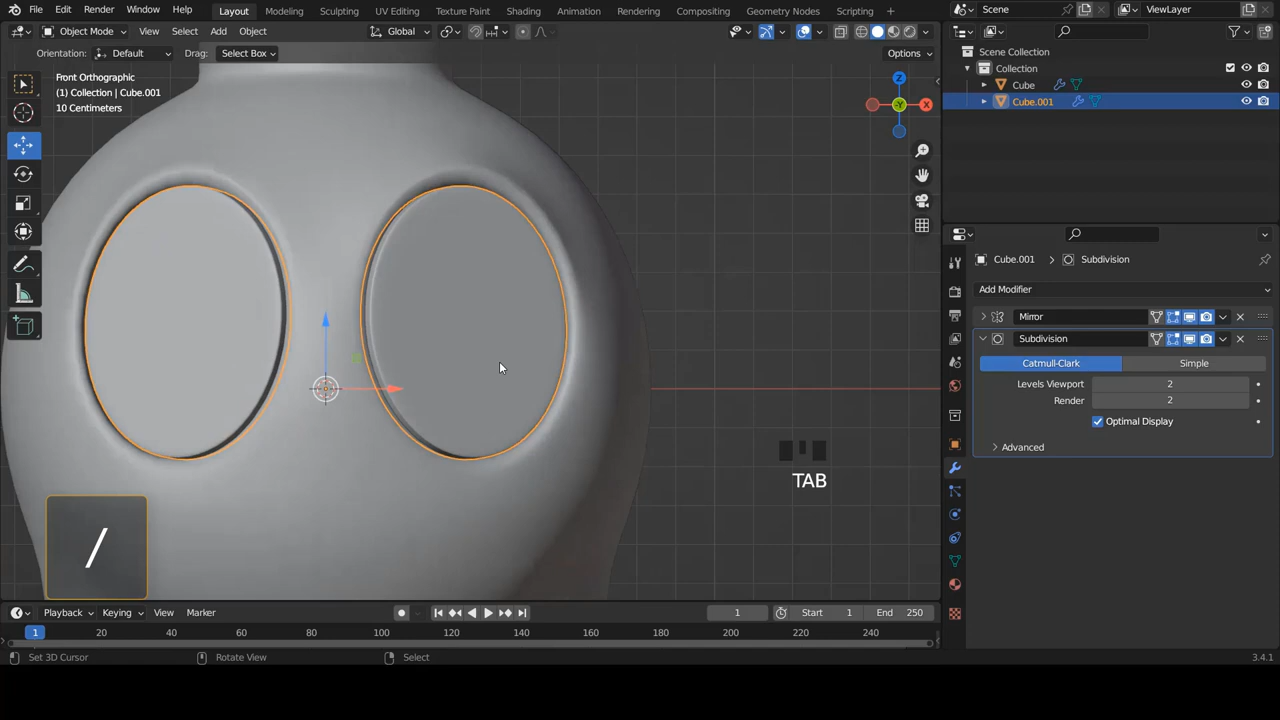 File Edit Render Window Help Layout Modeling Sculpting UV Editing Texture Paint Shading Animation Rendering Compositing Geometry Nodes Scripting + Scene ViewLayer
Object Mode View Select Add Object Global
Orientation: Default Drag: Select Box Options
Front Orthographic
(1) Collection | Cube.001
10 Centimeters
Z
-Y
X
Scene Collection
Collection
Cube
Cube.001
Cube.001 > Subdivision
Add Modifier
Mirror
Subdivision
Catmull-Clark Simple
Levels Viewport 2
Render 2
Optimal Display
Advanced
TAB
/
Playback Keying View Marker 1 Start 1 End 250
1 20 40 60 80 100 120 140 160 180 200 220 240
Set 3D Cursor Rotate View Select 3.4.1